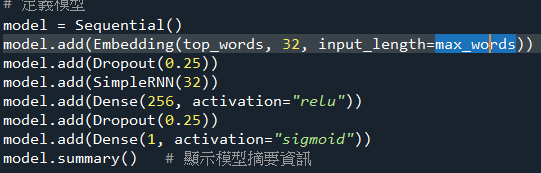 # 定義模型
model = Sequential()
model.add(Embedding(top_words, 32, input_length=max_words))
model.add(Dropout(0.25))
model.add(SimpleRNN(32))
model.add(Dense(256, activation="relu"))
model.add(Dropout(0.25))
model.add(Dense(1, activation="sigmoid"))
model.summary()   # 顯示模型摘要資訊